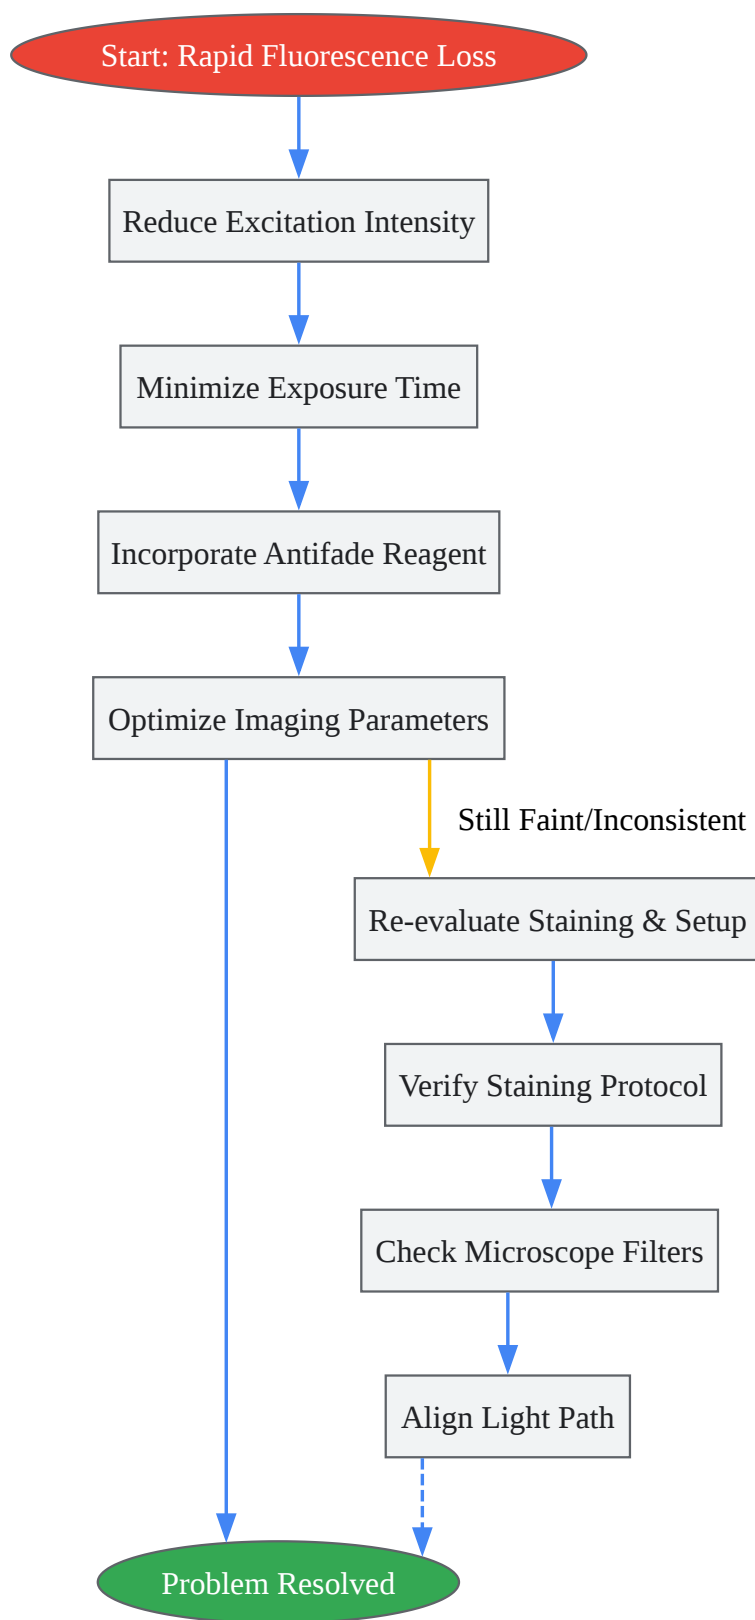 Start: Rapid Fluorescence Loss
Reduce Excitation Intensity
Minimize Exposure Time
Incorporate Antifade Reagent
Optimize Imaging Parameters
Still Faint/Inconsistent
Re-evaluate Staining & Setup
Verify Staining Protocol
Check Microscope Filters
Align Light Path
Problem Resolved